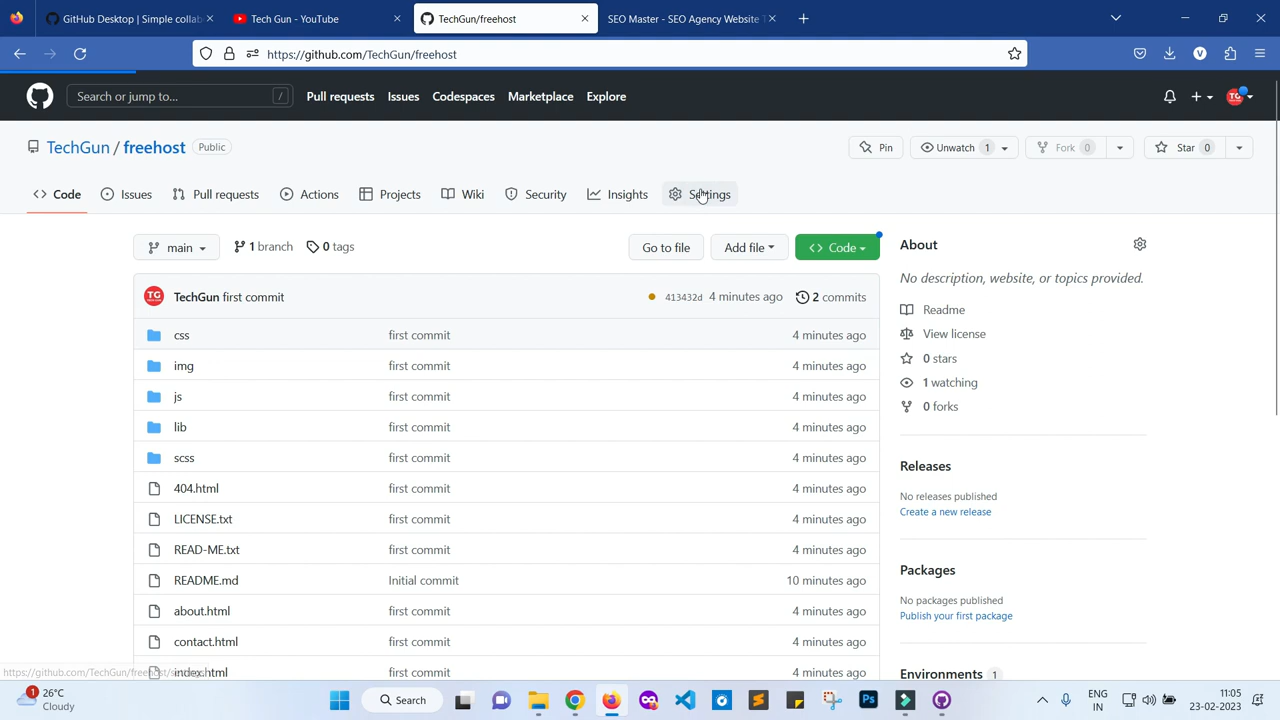 GitHub Desktop | Simple collab
Tech Gun - YouTube
TechGun/freehost
SEO Master - SEO Agency Website T
https://github.com/TechGun/freehost
V
Search or jump to...
/
Pull requests
Issues
Codespaces
Marketplace
Explore
TechGun / freehost
Public
Pin
Unwatch 1
Fork 0
Star 0
Code
Issues
Pull requests
Actions
Projects
Wiki
Security
Insights
Settings
main
1 branch
0 tags
Go to file
Add file
Code
About
TG
TechGun first commit
413432d 4 minutes ago
2 commits
No description, website, or topics provided.
css first commit 4 minutes ago
img first commit 4 minutes ago
js first commit 4 minutes ago
lib first commit 4 minutes ago
scss first commit 4 minutes ago
404.html first commit 4 minutes ago
LICENSE.txt first commit 4 minutes ago
READ-ME.txt first commit 4 minutes ago
README.md Initial commit 10 minutes ago
about.html first commit 4 minutes ago
contact.html first commit 4 minutes ago
index.html first commit 4 minutes ago
Readme
View license
0 stars
1 watching
0 forks
Releases
No releases published
Create a new release
Packages
No packages published
Publish your first package
Environments 1
1
26°C
Cloudy
Search
Ps
ENG
IN
11:05
23-02-2023